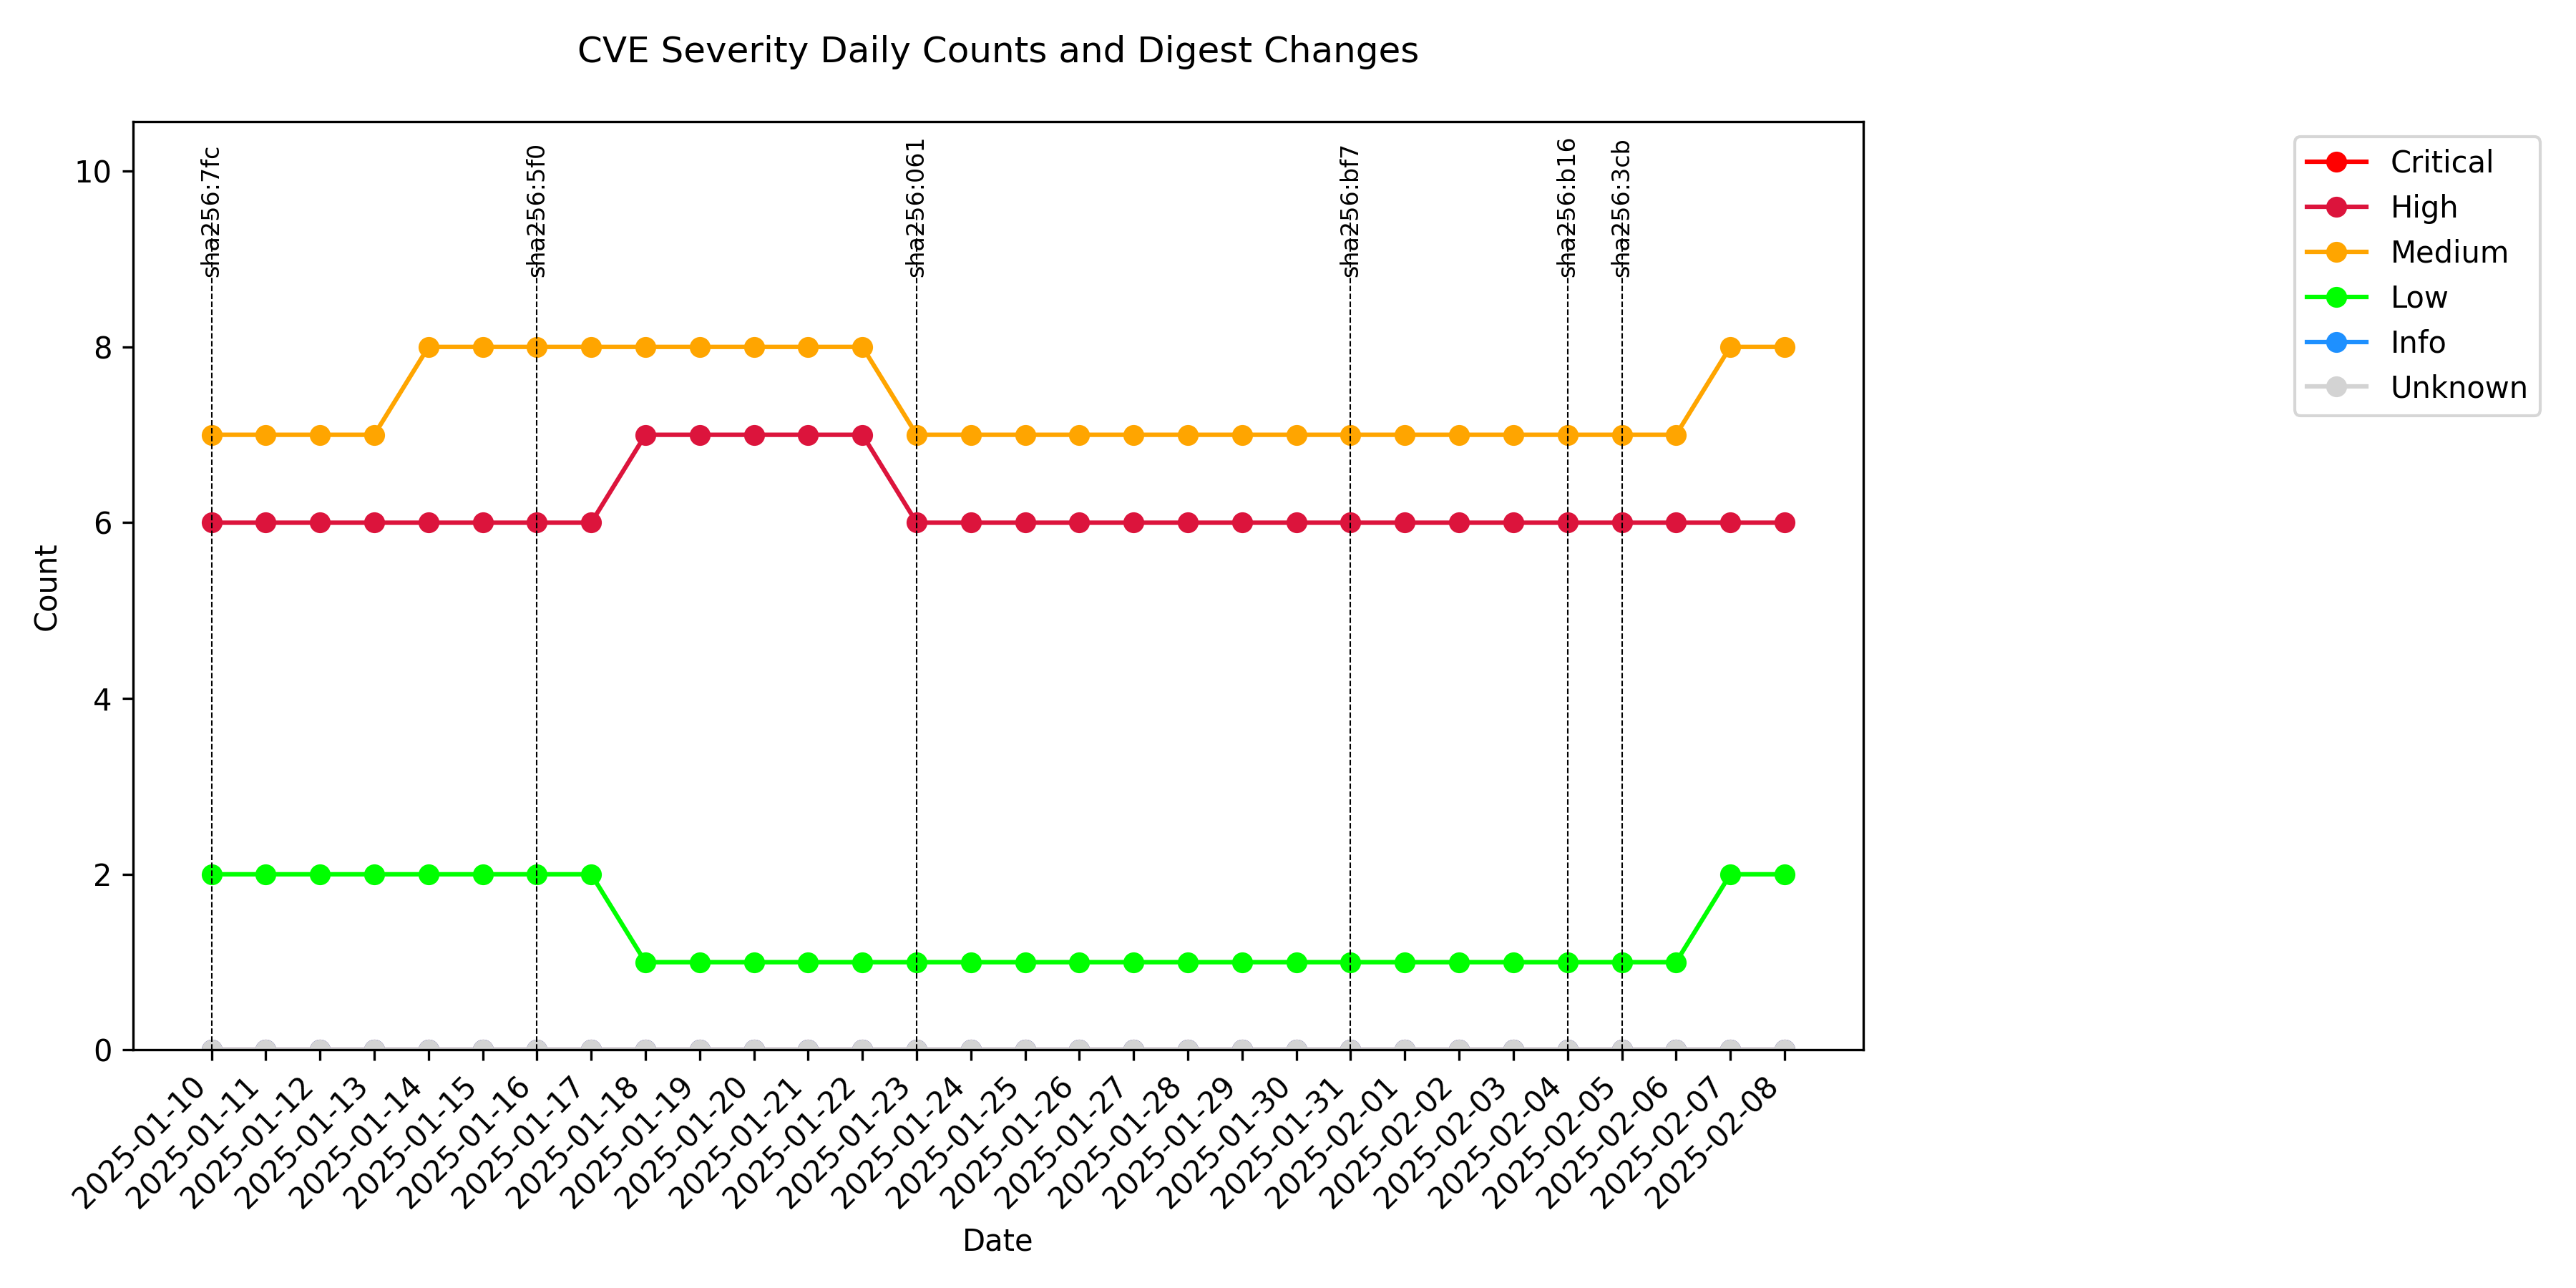 CVE Severity Daily Counts and Digest Changes
sha256:7fc
sha256:5f0
sha256:061
sha256:bf7
sha256:b16
sha256:3cb
Critical
High
Medium
Low
Info
Unknown
10
8
6
4
2
0
Count
2025-01-10
2025-01-11
2025-01-12
2025-01-13
2025-01-14
2025-01-15
2025-01-16
2025-01-17
2025-01-18
2025-01-19
2025-01-20
2025-01-21
2025-01-22
2025-01-23
2025-01-24
2025-01-25
2025-01-26
2025-01-27
2025-01-28
2025-01-29
2025-01-30
2025-01-31
2025-02-01
2025-02-02
2025-02-03
2025-02-04
2025-02-05
2025-02-06
2025-02-07
2025-02-08
Date